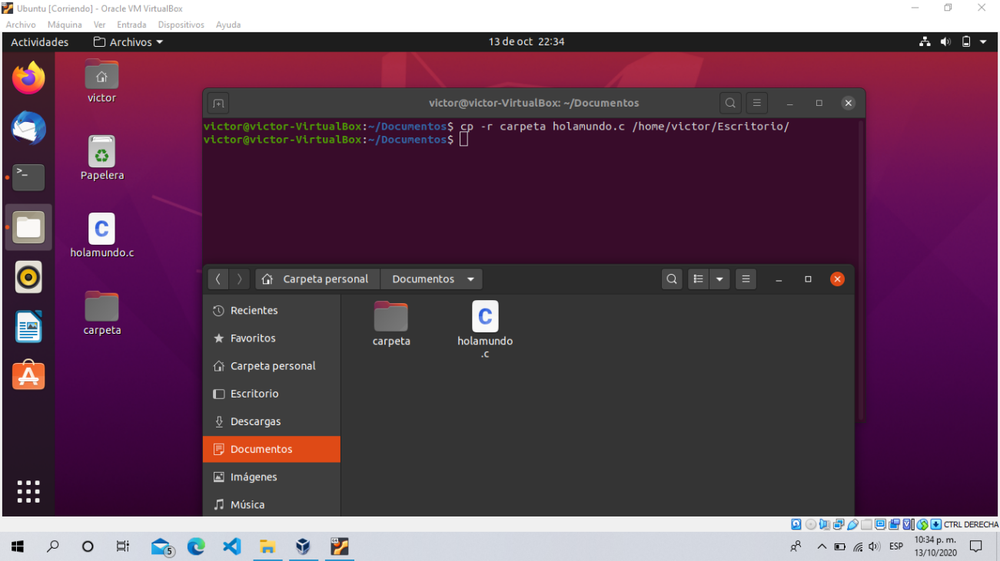 Ubuntu [Corriendo] - Oracle VM VirtualBox
Archivo Máquina Ver Entrada Dispositivos Ayuda
Actividades Archivos 13 de oct 22:34
victor
Papelera
holamundo.c
carpeta
victor@victor-VirtualBox: ~/Documentos
victor@victor-VirtualBox:~/Documentos$ cp -r carpeta holamundo.c /home/victor/Escritorio/
victor@victor-VirtualBox:~/Documentos$
Carpeta personal Documentos
Recientes
Favoritos
Carpeta personal
Escritorio
Descargas
Documentos
Imágenes
Música
carpeta
holamundo
.c
CTRL DERECHA
5
ESP
10:34 p. m.
13/10/2020